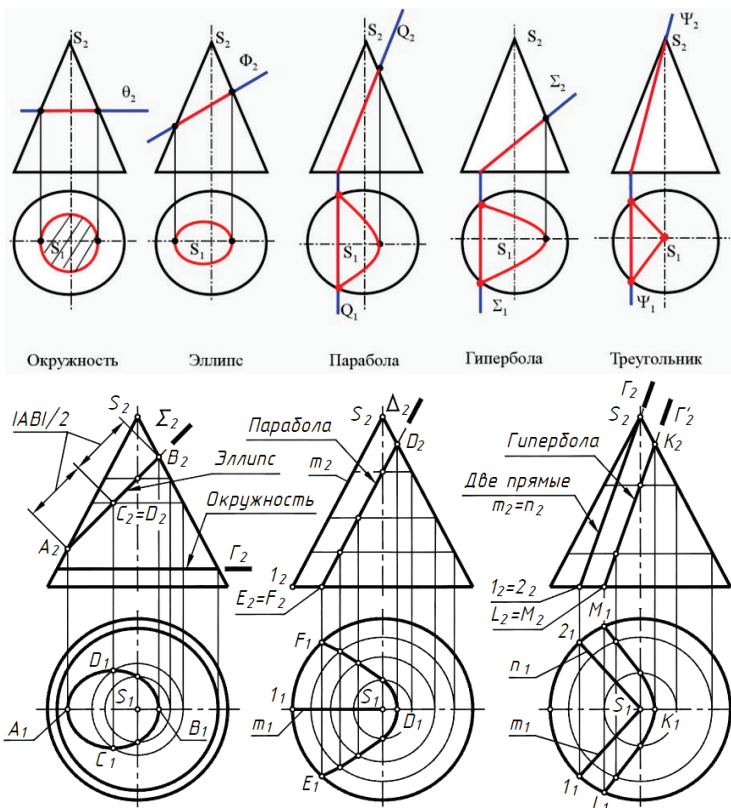 S₂ S₂ S₂ Q₂ S₂ Ψ₂ S₂
θ₂ Φ₂ Σ₂
S₁ S₁ S₁ S₁ S₁
Q₁ Σ₁ Ψ₁
Окружность Эллипс Парабола Гипербола Треугольник
|AB|/2 S₂ Σ₂
B₂
Эллипс
C₂=D₂
Окружность
A₂
Γ₂
D₁
S₁
A₁ B₁
C₁
S₂ Δ₂
Парабола D₂
m₂
1₂
E₂=F₂
F₁
1₁ S₁
m₁ D₁
E₁
Γ₂
S₂ Γ'₂
K₂
Гипербола
Две прямые
m₂=n₂
1₂=2₂
L₂=M₂
M₁
2₁
n₁
S₁
m₁ K₁
1₁
L₁